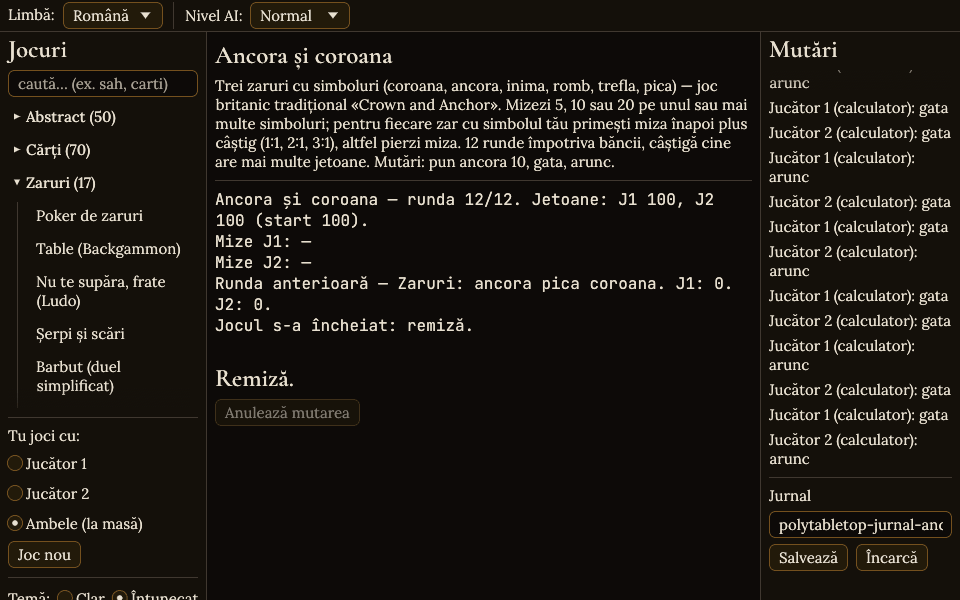 Limbă: Română ▼ Nivel AI: Normal ▼
Jocuri
caută... (ex. sah, carti)
▸ Abstract (50)
▸ Cărți (70)
▾ Zaruri (17)
Poker de zaruri
Table (Backgammon)
Nu te supăra, frate
(Ludo)
Șerpi și scări
Barbut (duel
simplificat)
Tu joci cu:
Jucător 1
Jucător 2
Ambele (la masă)
Joc nou
Temă: Clar Întunecat
Ancora și coroana
Trei zaruri cu simboluri (coroana, ancora, inima, romb, trefla, pica) — joc
britanic tradițional «Crown and Anchor». Mizezi 5, 10 sau 20 pe unul sau mai
multe simboluri; pentru fiecare zar cu simbolul tău primești miza înapoi plus
câștig (1:1, 2:1, 3:1), altfel pierzi miza. 12 runde împotriva băncii, câștigă cine
are mai multe jetoane. Mutări: pun ancora 10, gata, arunc.
Ancora și coroana — runda 12/12. Jetoane: J1 100, J2
100 (start 100).
Mize J1: —
Mize J2: —
Runda anterioară — Zaruri: ancora pica coroana. J1: 0.
J2: 0.
Jocul s-a încheiat: remiză.
Remiză.
Anulează mutarea
Mutări
arunc
Jucător 1 (calculator): gata
Jucător 2 (calculator): gata
Jucător 1 (calculator):
arunc
Jucător 2 (calculator): gata
Jucător 1 (calculator): gata
Jucător 2 (calculator):
arunc
Jucător 1 (calculator): gata
Jucător 2 (calculator): gata
Jucător 1 (calculator):
arunc
Jucător 2 (calculator): gata
Jucător 1 (calculator): gata
Jucător 2 (calculator):
arunc
Jurnal
polytabletop-jurnal-anc
Salvează Încarcă